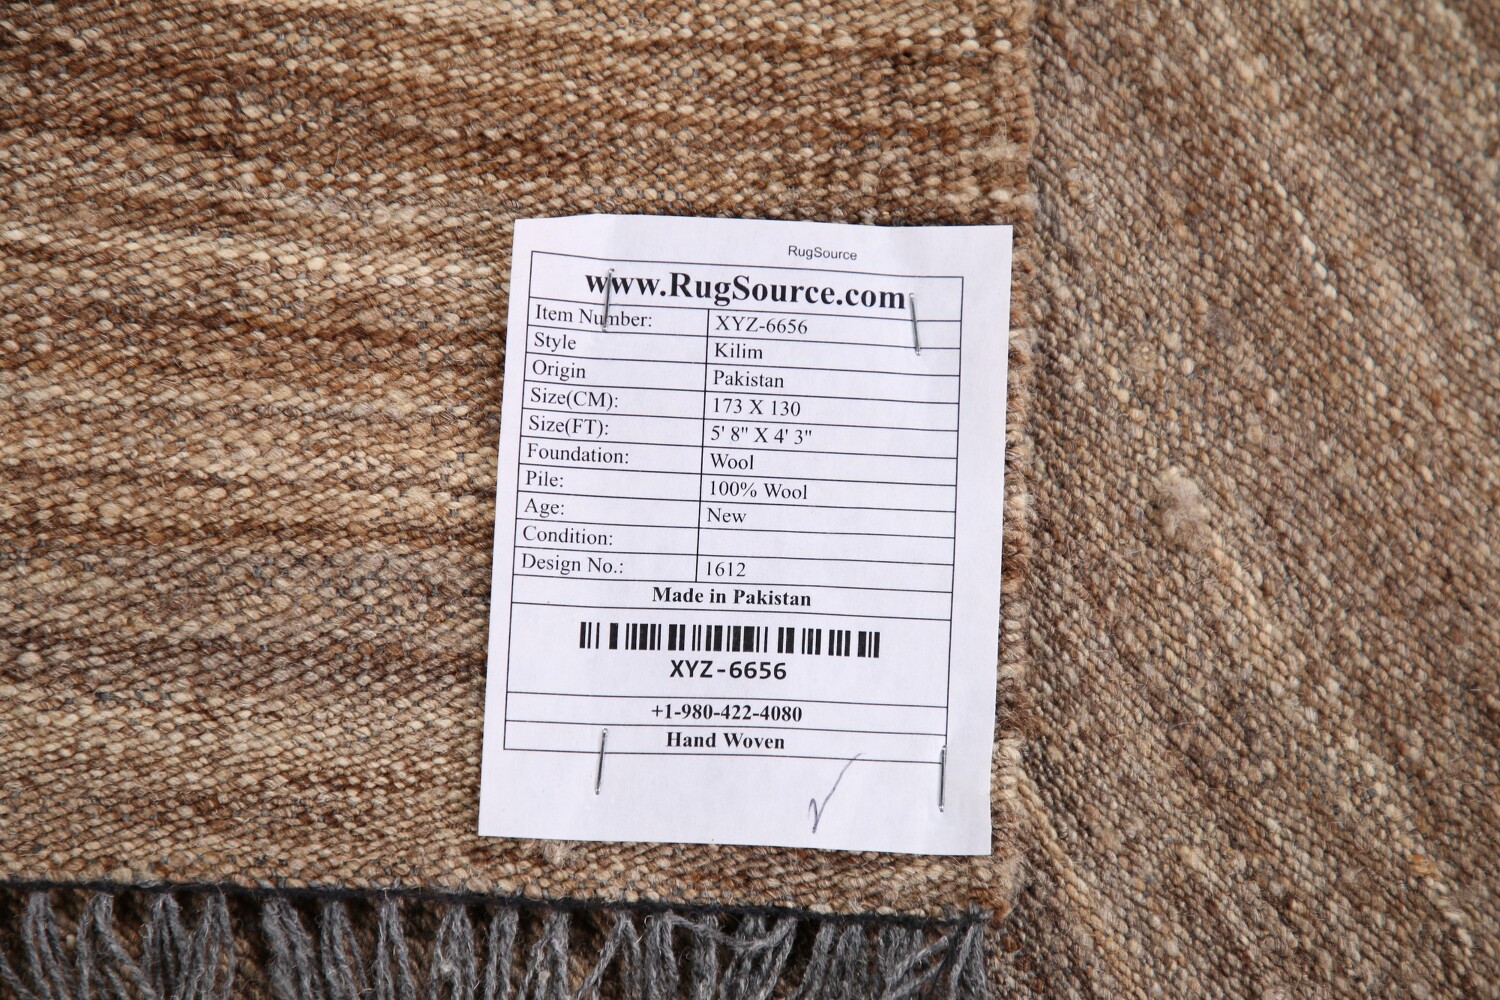 RugSource
www.RugSource.com
Item Number: XYZ-6656
Style Kilim
Origin Pakistan
Size(CM): 173 X 130
Size(FT): 5' 8" X 4' 3"
Foundation: Wool
Pile: 100% Wool
Age: New
Condition:
Design No.: 1612
Made in Pakistan
XYZ-6656
+1-980-422-4080
Hand Woven